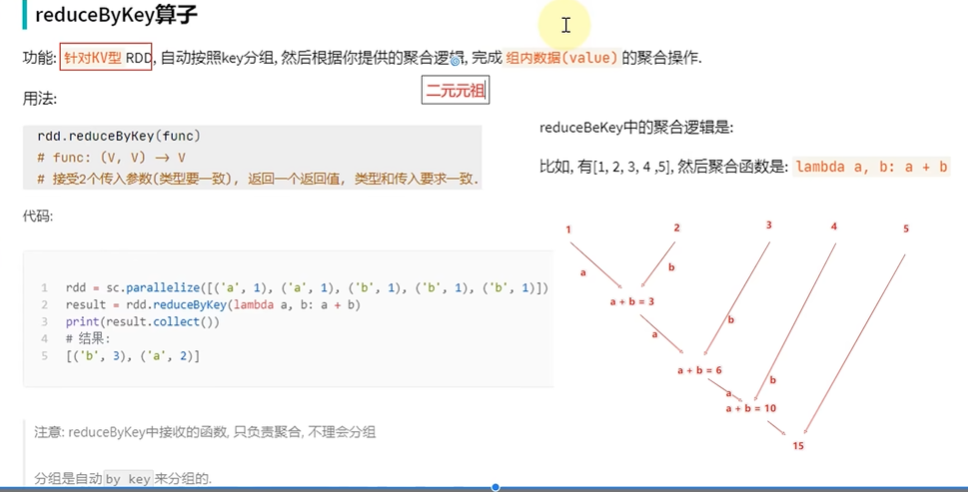 reduceByKey算子
功能: 针对KV型 RDD, 自动按照key分组, 然后根据你提供的聚合逻辑, 完成 组内数据(value) 的聚合操作.
二元元祖
用法:
rdd.reduceByKey(func)
# func: (V, V) → V
# 接受2个传入参数(类型要一致), 返回一个返回值, 类型和传入要求一致.
代码:
1 rdd = sc.parallelize([('a', 1), ('a', 1), ('b', 1), ('b', 1), ('b', 1)])
2 result = rdd.reduceByKey(lambda a, b: a + b)
3 print(result.collect())
4 # 结果:
5 [('b', 3), ('a', 2)]
注意: reduceByKey中接收的函数, 只负责聚合, 不理会分组
分组是自动 by key 来分组的.
reduceBeKey中的聚合逻辑是:
比如, 有[1, 2, 3, 4 ,5], 然后聚合函数是: lambda a, b: a + b
1 2 3 4 5
a b
a + b = 3
a b
a + b = 6
a b
a + b = 10
15